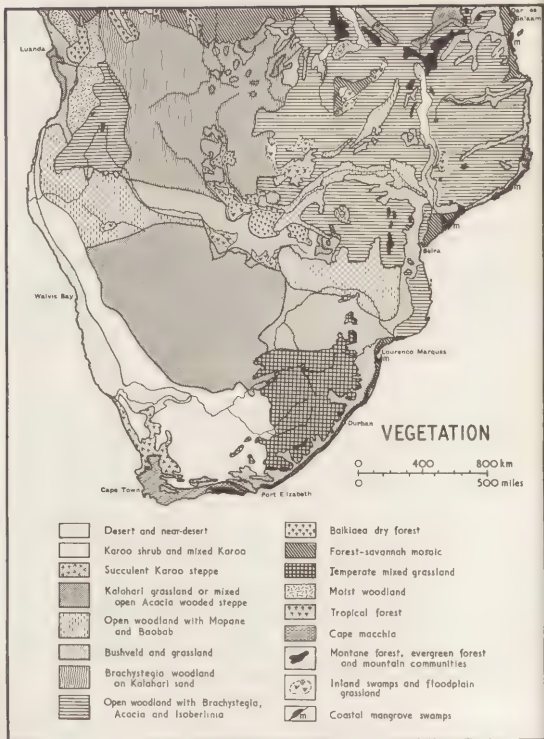 Dar es
Salaam
m
Luanda
m
m
Beira
Walvis Bay
Lourenco Marques
m
Durban
VEGETATION
0 400 800 km
0 500 miles
Cape Town
Port Elizabeth
Desert and near-desert
Karoo shrub and mixed Karoo
Succulent Karoo steppe
Kalahari grassland or mixed
open Acacia wooded steppe
Open woodland with Mopane
and Baobab
Bushveld and grassland
Brachystegia woodland
on Kalahari sand
Open woodland with Brachystegia,
Acacia and Isoberlinia
Baikiaea dry forest
Forest-savannah mosaic
Temperate mixed grassland
Moist woodland
Tropical forest
Cape macchia
Montane forest, evergreen forest
and mountain communities
Inland swamps and floodplain
grassland
m
Coastal mangrove swamps